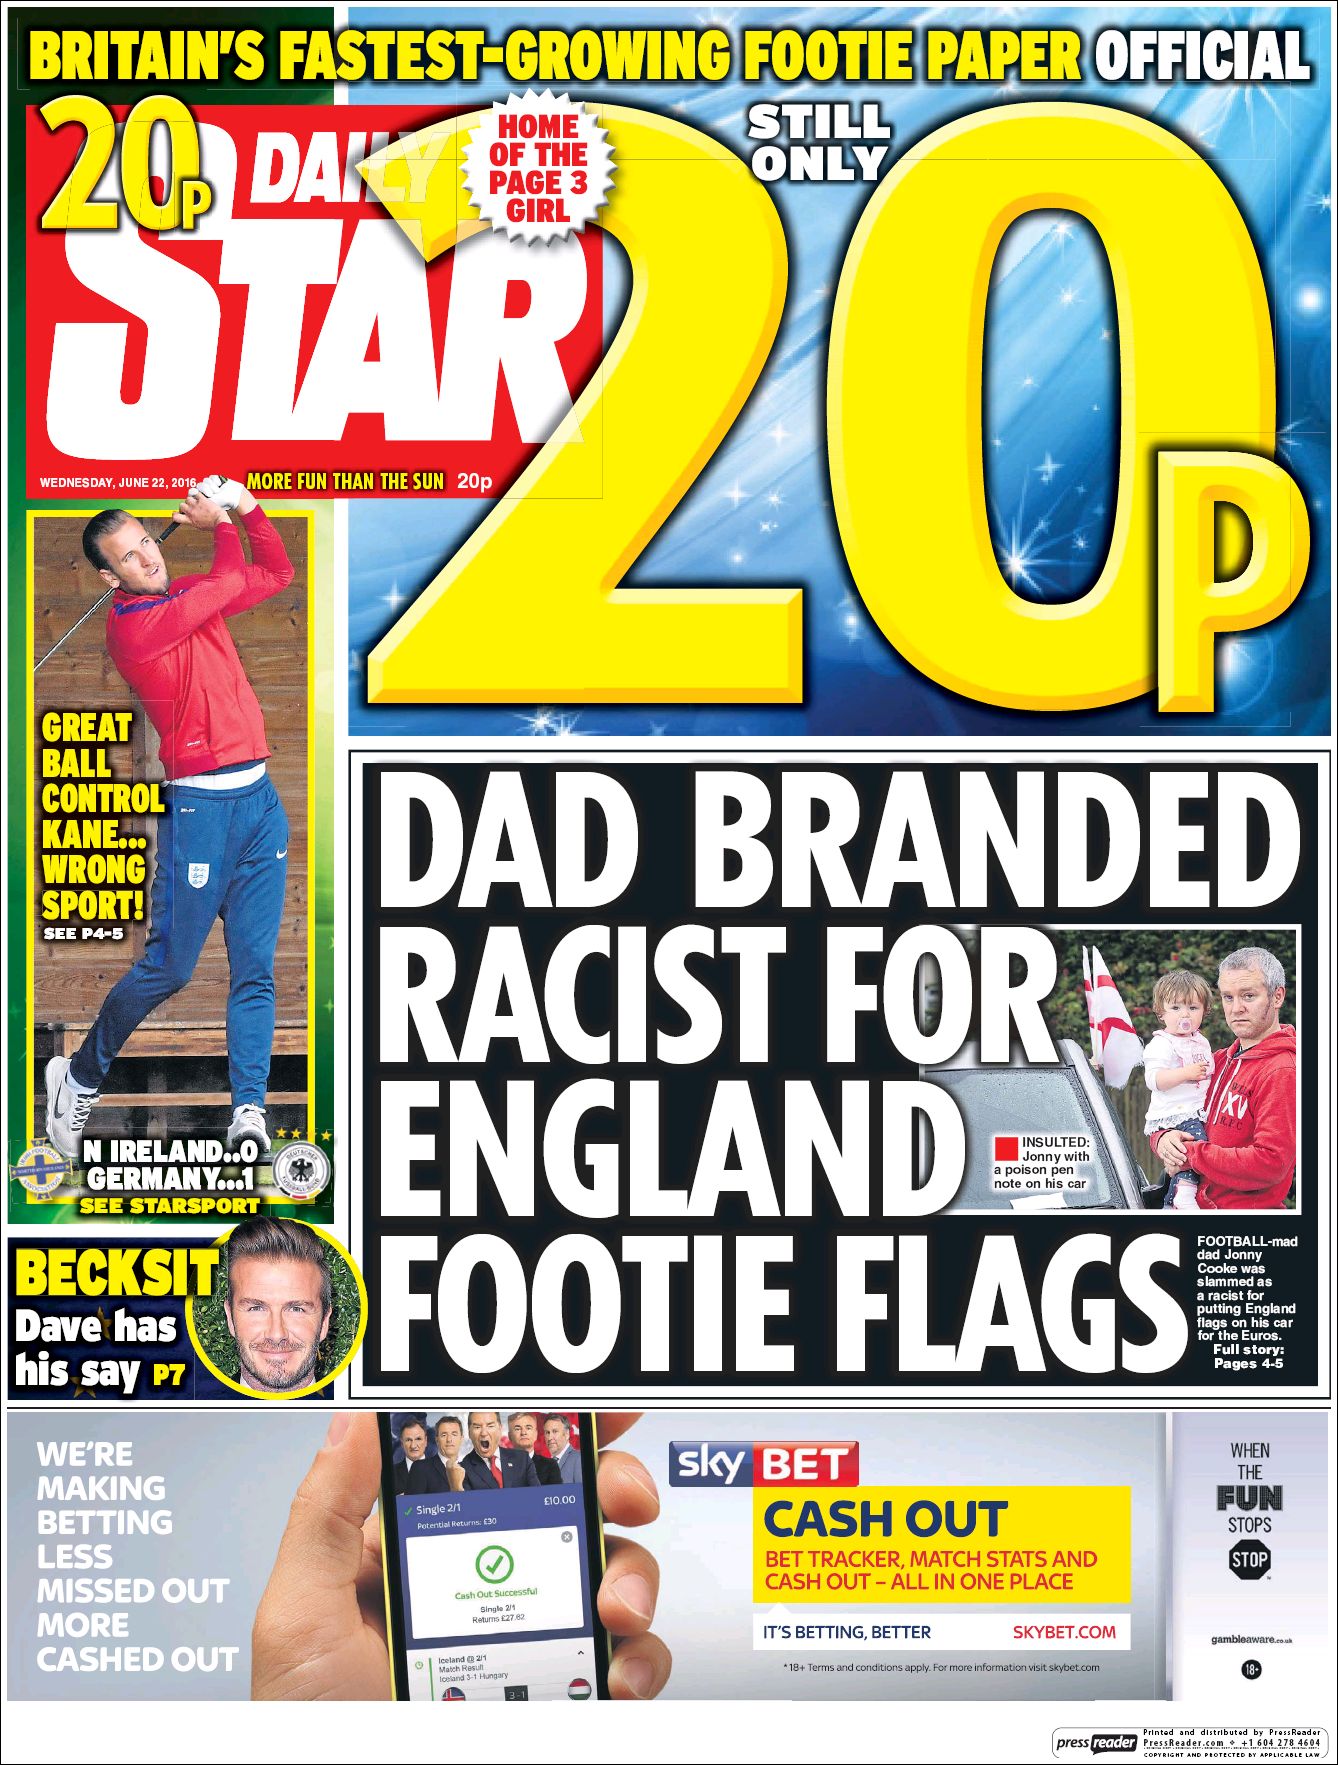 BRITAIN'S FASTEST-GROWING FOOTIE PAPER OFFICIAL
20p
DAILY
STAR
HOME
OF THE
PAGE 3
GIRL
STILL
ONLY
20P
WEDNESDAY, JUNE 22, 2016
MORE FUN THAN THE SUN 20p
GREAT
BALL
CONTROL
KANE...
WRONG
SPORT!
SEE P4-5
N IRELAND..0
GERMANY...1
SEE STARSPORT
BECKSIT
Dave has
his say P7
DAD BRANDED
RACIST FOR
ENGLAND
FOOTIE FLAGS
INSULTED:
Jonny with
a poison pen
note on his car
FOOTBALL-mad
dad Jonny
Cooke was
slammed as
a racist for
putting England
flags on his car
for the Euros.
Full story:
Pages 4-5
WE'RE
MAKING
BETTING
LESS
MISSED OUT
MORE
CASHED OUT
Single 2/1 £10.00
Potential Returns: £30
Cash Out Successful
Single 2/1
Returns £27.62
Iceland @ 2/1
Match Result
Iceland 3-1 Hungary
3-1
sky BET
CASH OUT
BET TRACKER, MATCH STATS AND
CASH OUT – ALL IN ONE PLACE
IT'S BETTING, BETTER SKYBET.COM
*18+ Terms and conditions apply. For more information visit skybet.com
WHEN
THE
FUN
STOPS
STOP
gambleaware.co.uk
18+
pressreader
Printed and distributed by PressReader
PressReader.com + +1 604 278 4604
COPYRIGHT AND PROTECTED BY APPLICABLE LAW